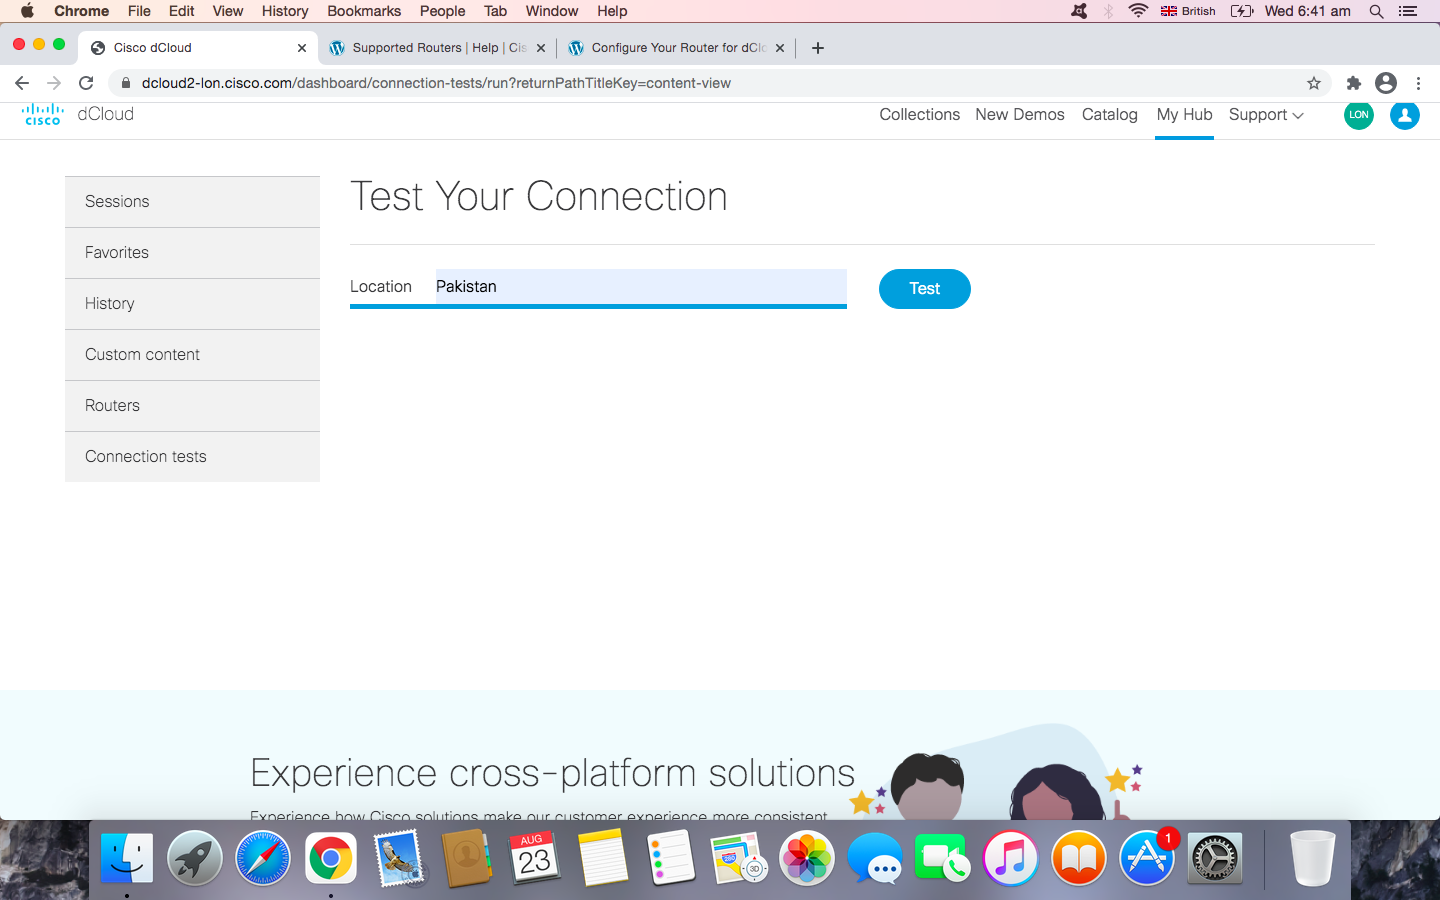 Chrome File Edit View History Bookmarks People Tab Window Help British Wed 6:41 am
Cisco dCloud Supported Routers | Help | Cis Configure Your Router for dClo
dcloud2-lon.cisco.com/dashboard/connection-tests/run?returnPathTitleKey=content-view
cisco dCloud Collections New Demos Catalog My Hub Support LON
Test Your Connection
Location Pakistan Test
Sessions
Favorites
History
Custom content
Routers
Connection tests
Experience cross-platform solutions
Experience how Cisco solutions make our customer experience more consistent,
AUG
23
280
3D
1